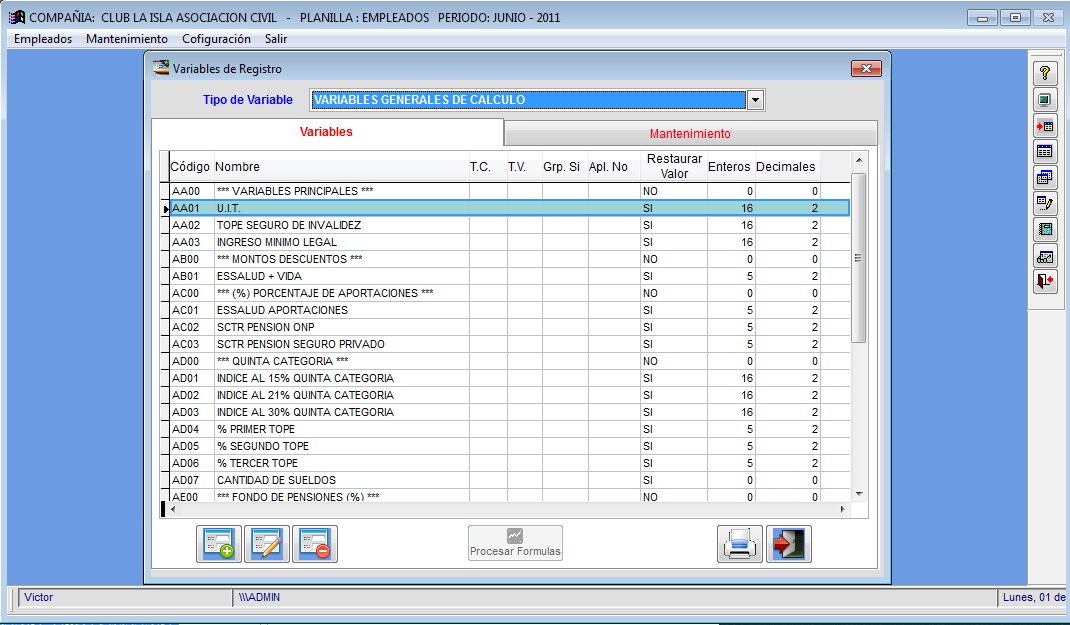 COMPAÑIA: CLUB LA ISLA ASOCIACION CIVIL - PLANILLA : EMPLEADOS PERIODO: JUNIO - 2011
Empleados Mantenimiento Cofiguración Salir
Variables de Registro
Tipo de Variable VARIABLES GENERALES DE CALCULO
Variables Mantenimiento
Código Nombre T.C. T.V. Grp. Si Apl. No Restaurar Valor Enteros Decimales
AA00 *** VARIABLES PRINCIPALES *** NO 0 0
AA01 U.I.T. SI 16 2
AA02 TOPE SEGURO DE INVALIDEZ SI 16 2
AA03 INGRESO MINIMO LEGAL SI 16 2
AB00 *** MONTOS DESCUENTOS *** NO 0 0
AB01 ESSALUD + VIDA SI 5 2
AC00 *** (%) PORCENTAJE DE APORTACIONES *** NO 0 0
AC01 ESSALUD APORTACIONES SI 5 2
AC02 SCTR PENSION ONP SI 5 2
AC03 SCTR PENSION SEGURO PRIVADO SI 5 2
AD00 *** QUINTA CATEGORIA *** NO 0 0
AD01 INDICE AL 15% QUINTA CATEGORIA SI 16 2
AD02 INDICE AL 21% QUINTA CATEGORIA SI 16 2
AD03 INDICE AL 30% QUINTA CATEGORIA SI 16 2
AD04 % PRIMER TOPE SI 5 2
AD05 % SEGUNDO TOPE SI 5 2
AD06 % TERCER TOPE SI 5 2
AD07 CANTIDAD DE SUELDOS SI 0 0
AE00 *** FONDO DE PENSIONES (%) *** NO 0 0
Procesar Formulas
Victor \\\ADMIN Lunes, 01 de